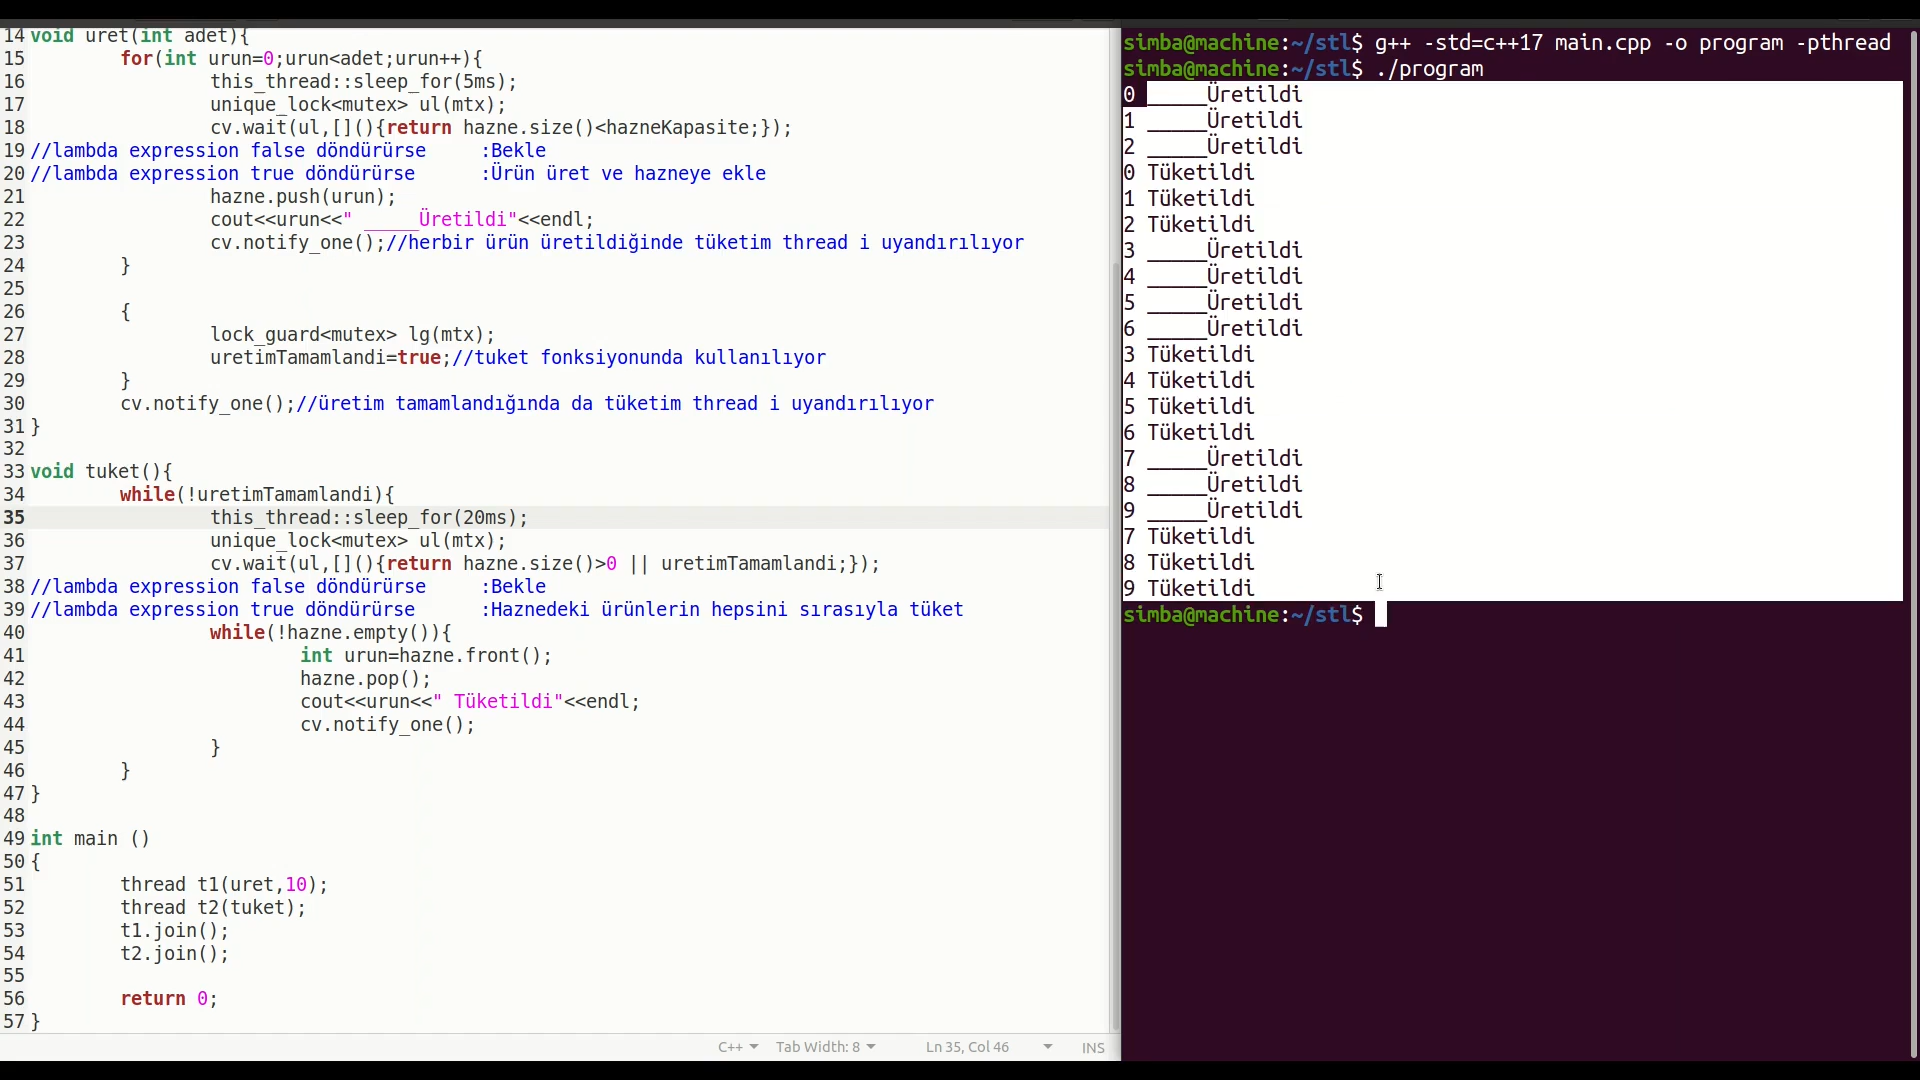 14 void uret(int adet){
15         for(int urun=0;urun<adet;urun++){
16                 this_thread::sleep_for(5ms);
17                 unique_lock<mutex> ul(mtx);
18                 cv.wait(ul,[](){return hazne.size()<hazneKapasite;});
19 //lambda expression false döndürürse     :Bekle
20 //lambda expression true döndürürse      :Ürün üret ve hazneye ekle
21                 hazne.push(urun);
22                 cout<<urun<<" _____Üretildi"<<endl;
23                 cv.notify_one();//herbir ürün üretildiğinde tüketim thread i uyandırılıyor
24         }
25
26         {
27                 lock_guard<mutex> lg(mtx);
28                 uretimTamamlandi=true;//tuket fonksiyonunda kullanılıyor
29         }
30         cv.notify_one();//üretim tamamlandığında da tüketim thread i uyandırılıyor
31 }
32
33 void tuket(){
34         while(!uretimTamamlandi){
35                 this_thread::sleep_for(20ms);
36                 unique_lock<mutex> ul(mtx);
37                 cv.wait(ul,[](){return hazne.size()>0 || uretimTamamlandi;});
38 //lambda expression false döndürürse     :Bekle
39 //lambda expression true döndürürse      :Haznedeki ürünlerin hepsini sırasıyla tüket
40                 while(!hazne.empty()){
41                         int urun=hazne.front();
42                         hazne.pop();
43                         cout<<urun<<" Tüketildi"<<endl;
44                         cv.notify_one();
45                 }
46         }
47 }
48
49 int main ()
50 {
51         thread t1(uret,10);
52         thread t2(tuket);
53         t1.join();
54         t2.join();
55
56         return 0;
57 }
C++ Tab Width: 8 Ln 35, Col 46 INS
simba@machine:~/stl$ g++ -std=c++17 main.cpp -o program -pthread
simba@machine:~/stl$ ./program
0 _____Üretildi
1 _____Üretildi
2 _____Üretildi
0 Tüketildi
1 Tüketildi
2 Tüketildi
3 _____Üretildi
4 _____Üretildi
5 _____Üretildi
6 _____Üretildi
3 Tüketildi
4 Tüketildi
5 Tüketildi
6 Tüketildi
7 _____Üretildi
8 _____Üretildi
9 _____Üretildi
7 Tüketildi
8 Tüketildi
9 Tüketildi
simba@machine:~/stl$